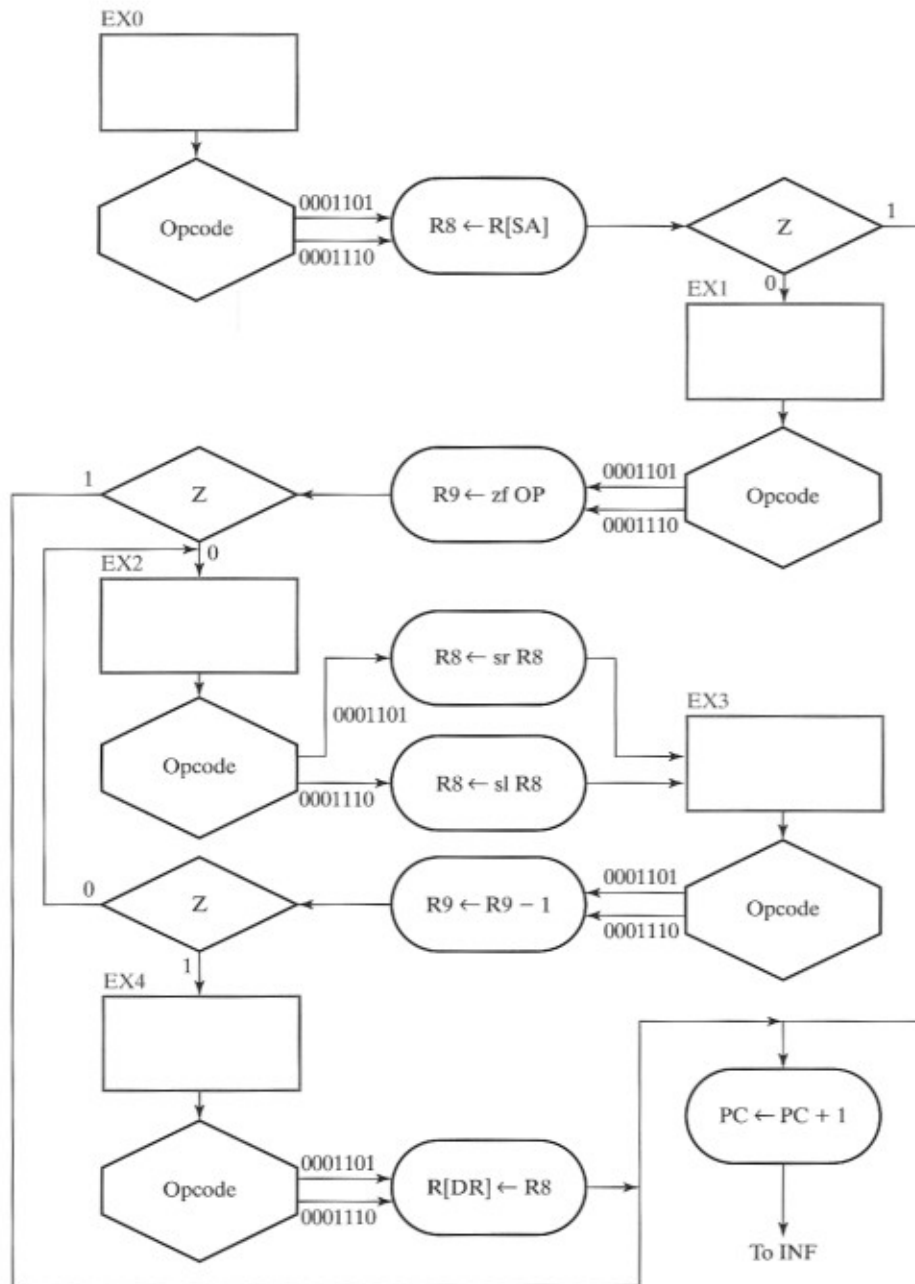 EX0
Opcode
0001101
0001110
R8 ← R[SA]
Z
1
0
EX1
Opcode
0001101
0001110
R9 ← zf OP
Z
1
0
EX2
Opcode
0001101
0001110
R8 ← sr R8
R8 ← sl R8
EX3
Opcode
0001101
0001110
R9 ← R9 − 1
Z
0
1
EX4
Opcode
0001101
0001110
R[DR] ← R8
PC ← PC + 1
To INF